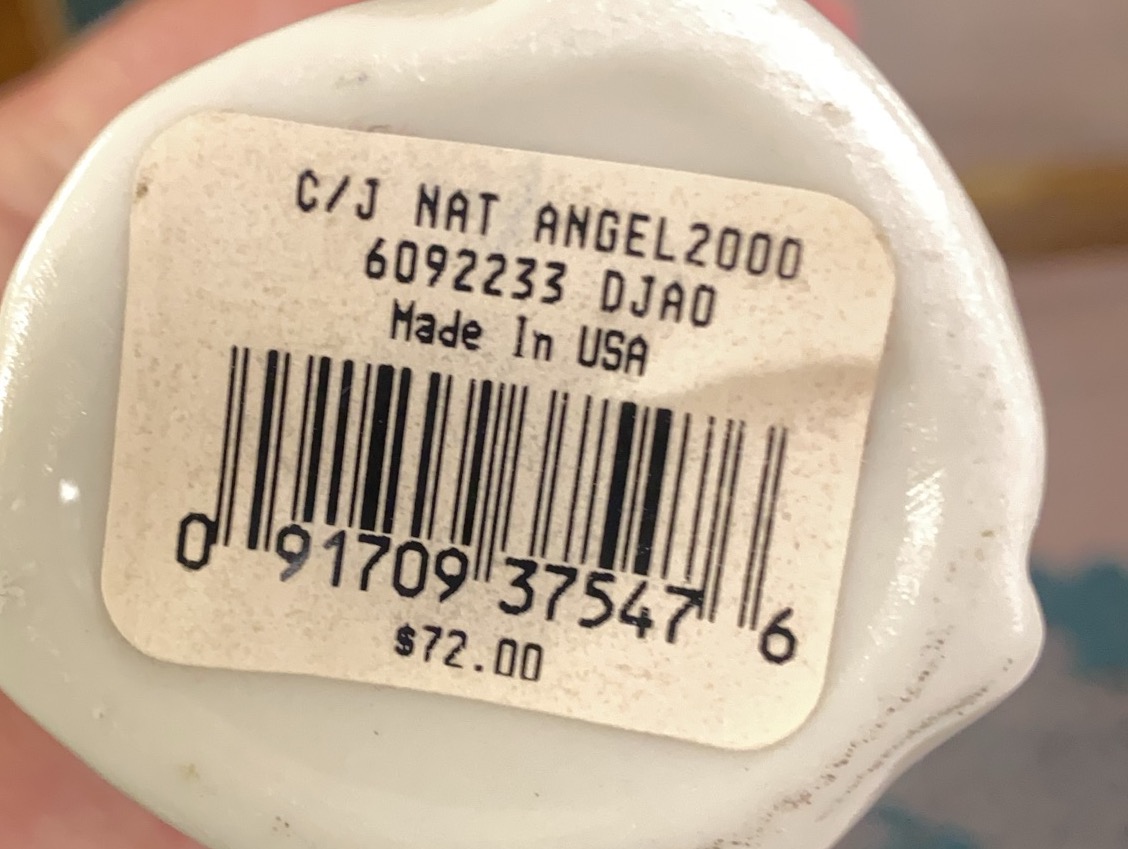 C/J NAT ANGEL2000
6092233 DJAO
Made In USA
0 91709 37547 6
$72.00